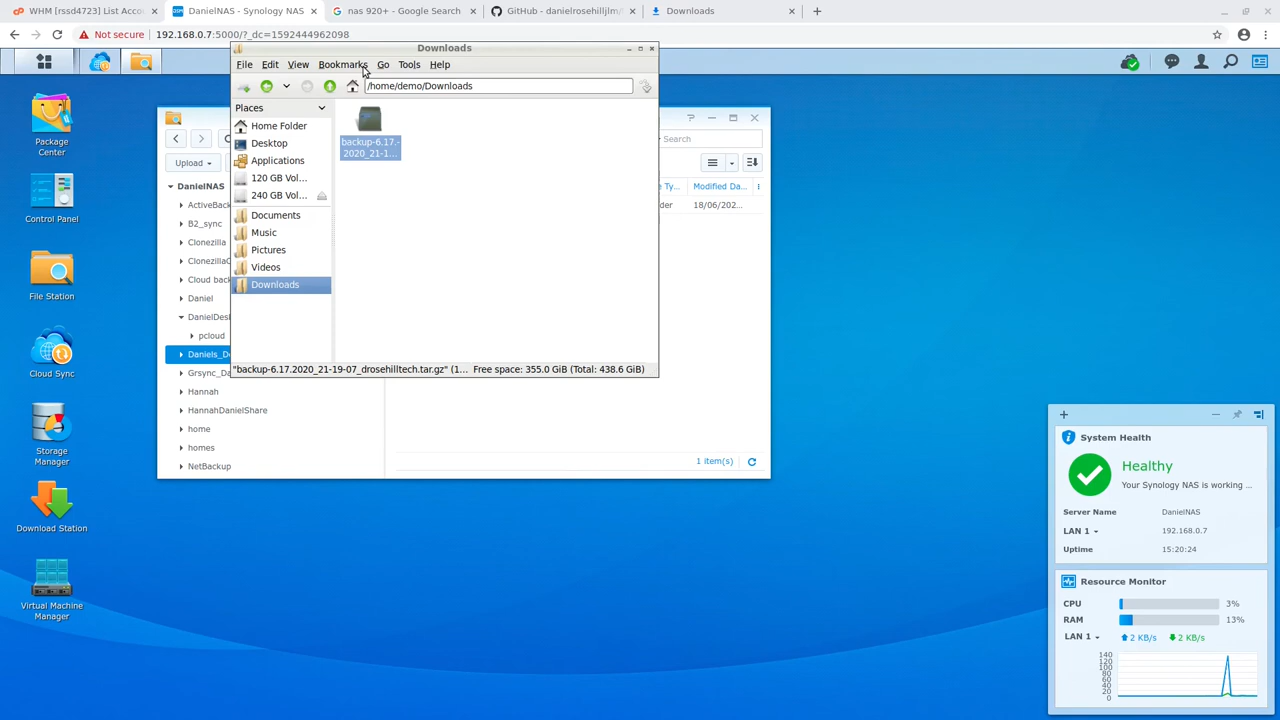 WHM [rssd4723] List Accou
DanielNAS - Synology NAS
nas 920+ - Google Search
GitHub - danielrosehilljlm/
Downloads
Not secure
192.168.0.7:5000/?_dc=1592444962098
Downloads
File Edit View Bookmarks Go Tools Help
/home/demo/Downloads
Places
Home Folder
Desktop
Applications
120 GB Vol...
240 GB Vol...
Documents
Music
Pictures
Videos
Downloads
backup-6.17.-
2020_21-1...
"backup-6.17.2020_21-19-07_drosehilltech.tar.gz" (1... Free space: 355.0 GiB (Total: 438.6 GiB)
Package
Center
Control Panel
File Station
Cloud Sync
Storage
Manager
Download Station
Virtual Machine
Manager
Search
Upload
Modified Da...
18/06/202...
DanielNAS
B2_sync
Clonezilla
Cloud back
Daniel
pcloud
Hannah
HannahDanielShare
home
homes
NetBackup
1 item(s)
System Health
Healthy
Your Synology NAS is working ...
Server Name DanielNAS
LAN 1 192.168.0.7
Uptime 15:20:24
Resource Monitor
CPU 3%
RAM 13%
LAN 1 2 KB/s 2 KB/s
140
120
100
80
60
40
20
0